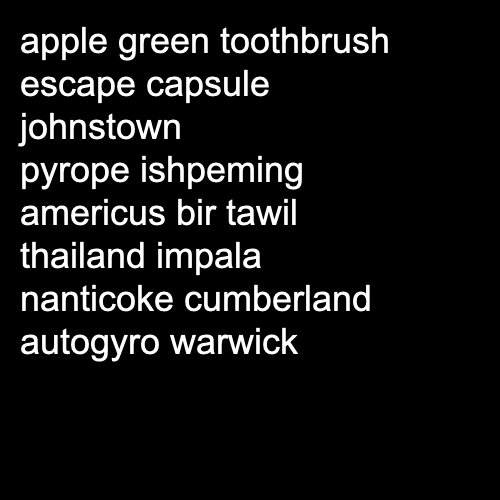 apple green toothbrush
escape capsule
johnstown
pyrope ishpeming
americus bir tawil
thailand impala
nanticoke cumberland
autogyro warwick